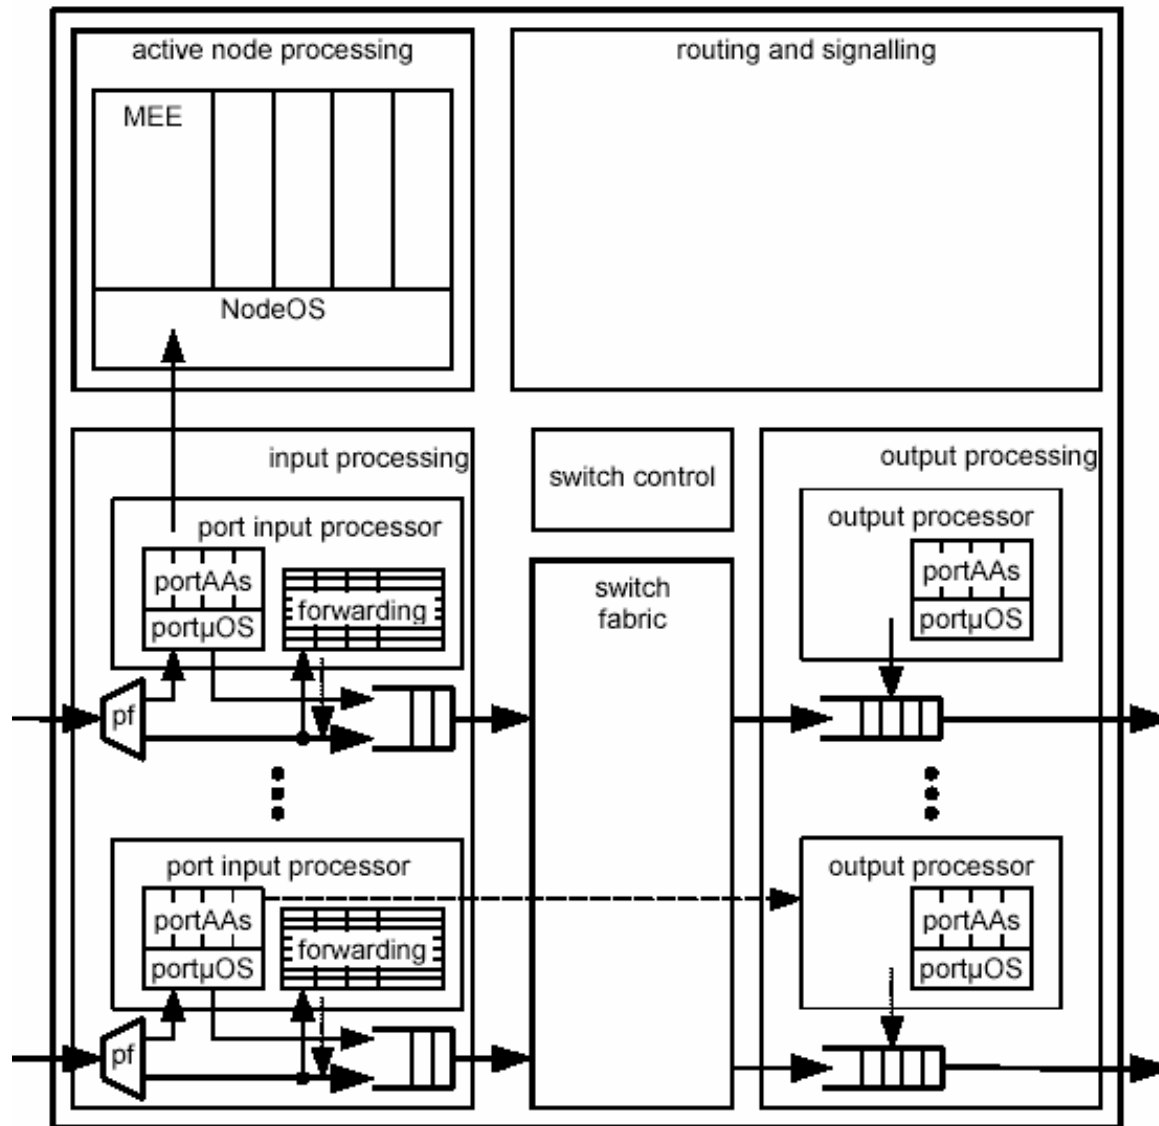 active node processing
routing and signalling
MEE
NodeOS
input processing
switch control
output processing
port input processor
portAAs
portμOS
forwarding
pf
switch
fabric
output processor
portAAs
portμOS
port input processor
portAAs
portμOS
forwarding
pf
output processor
portAAs
portμOS